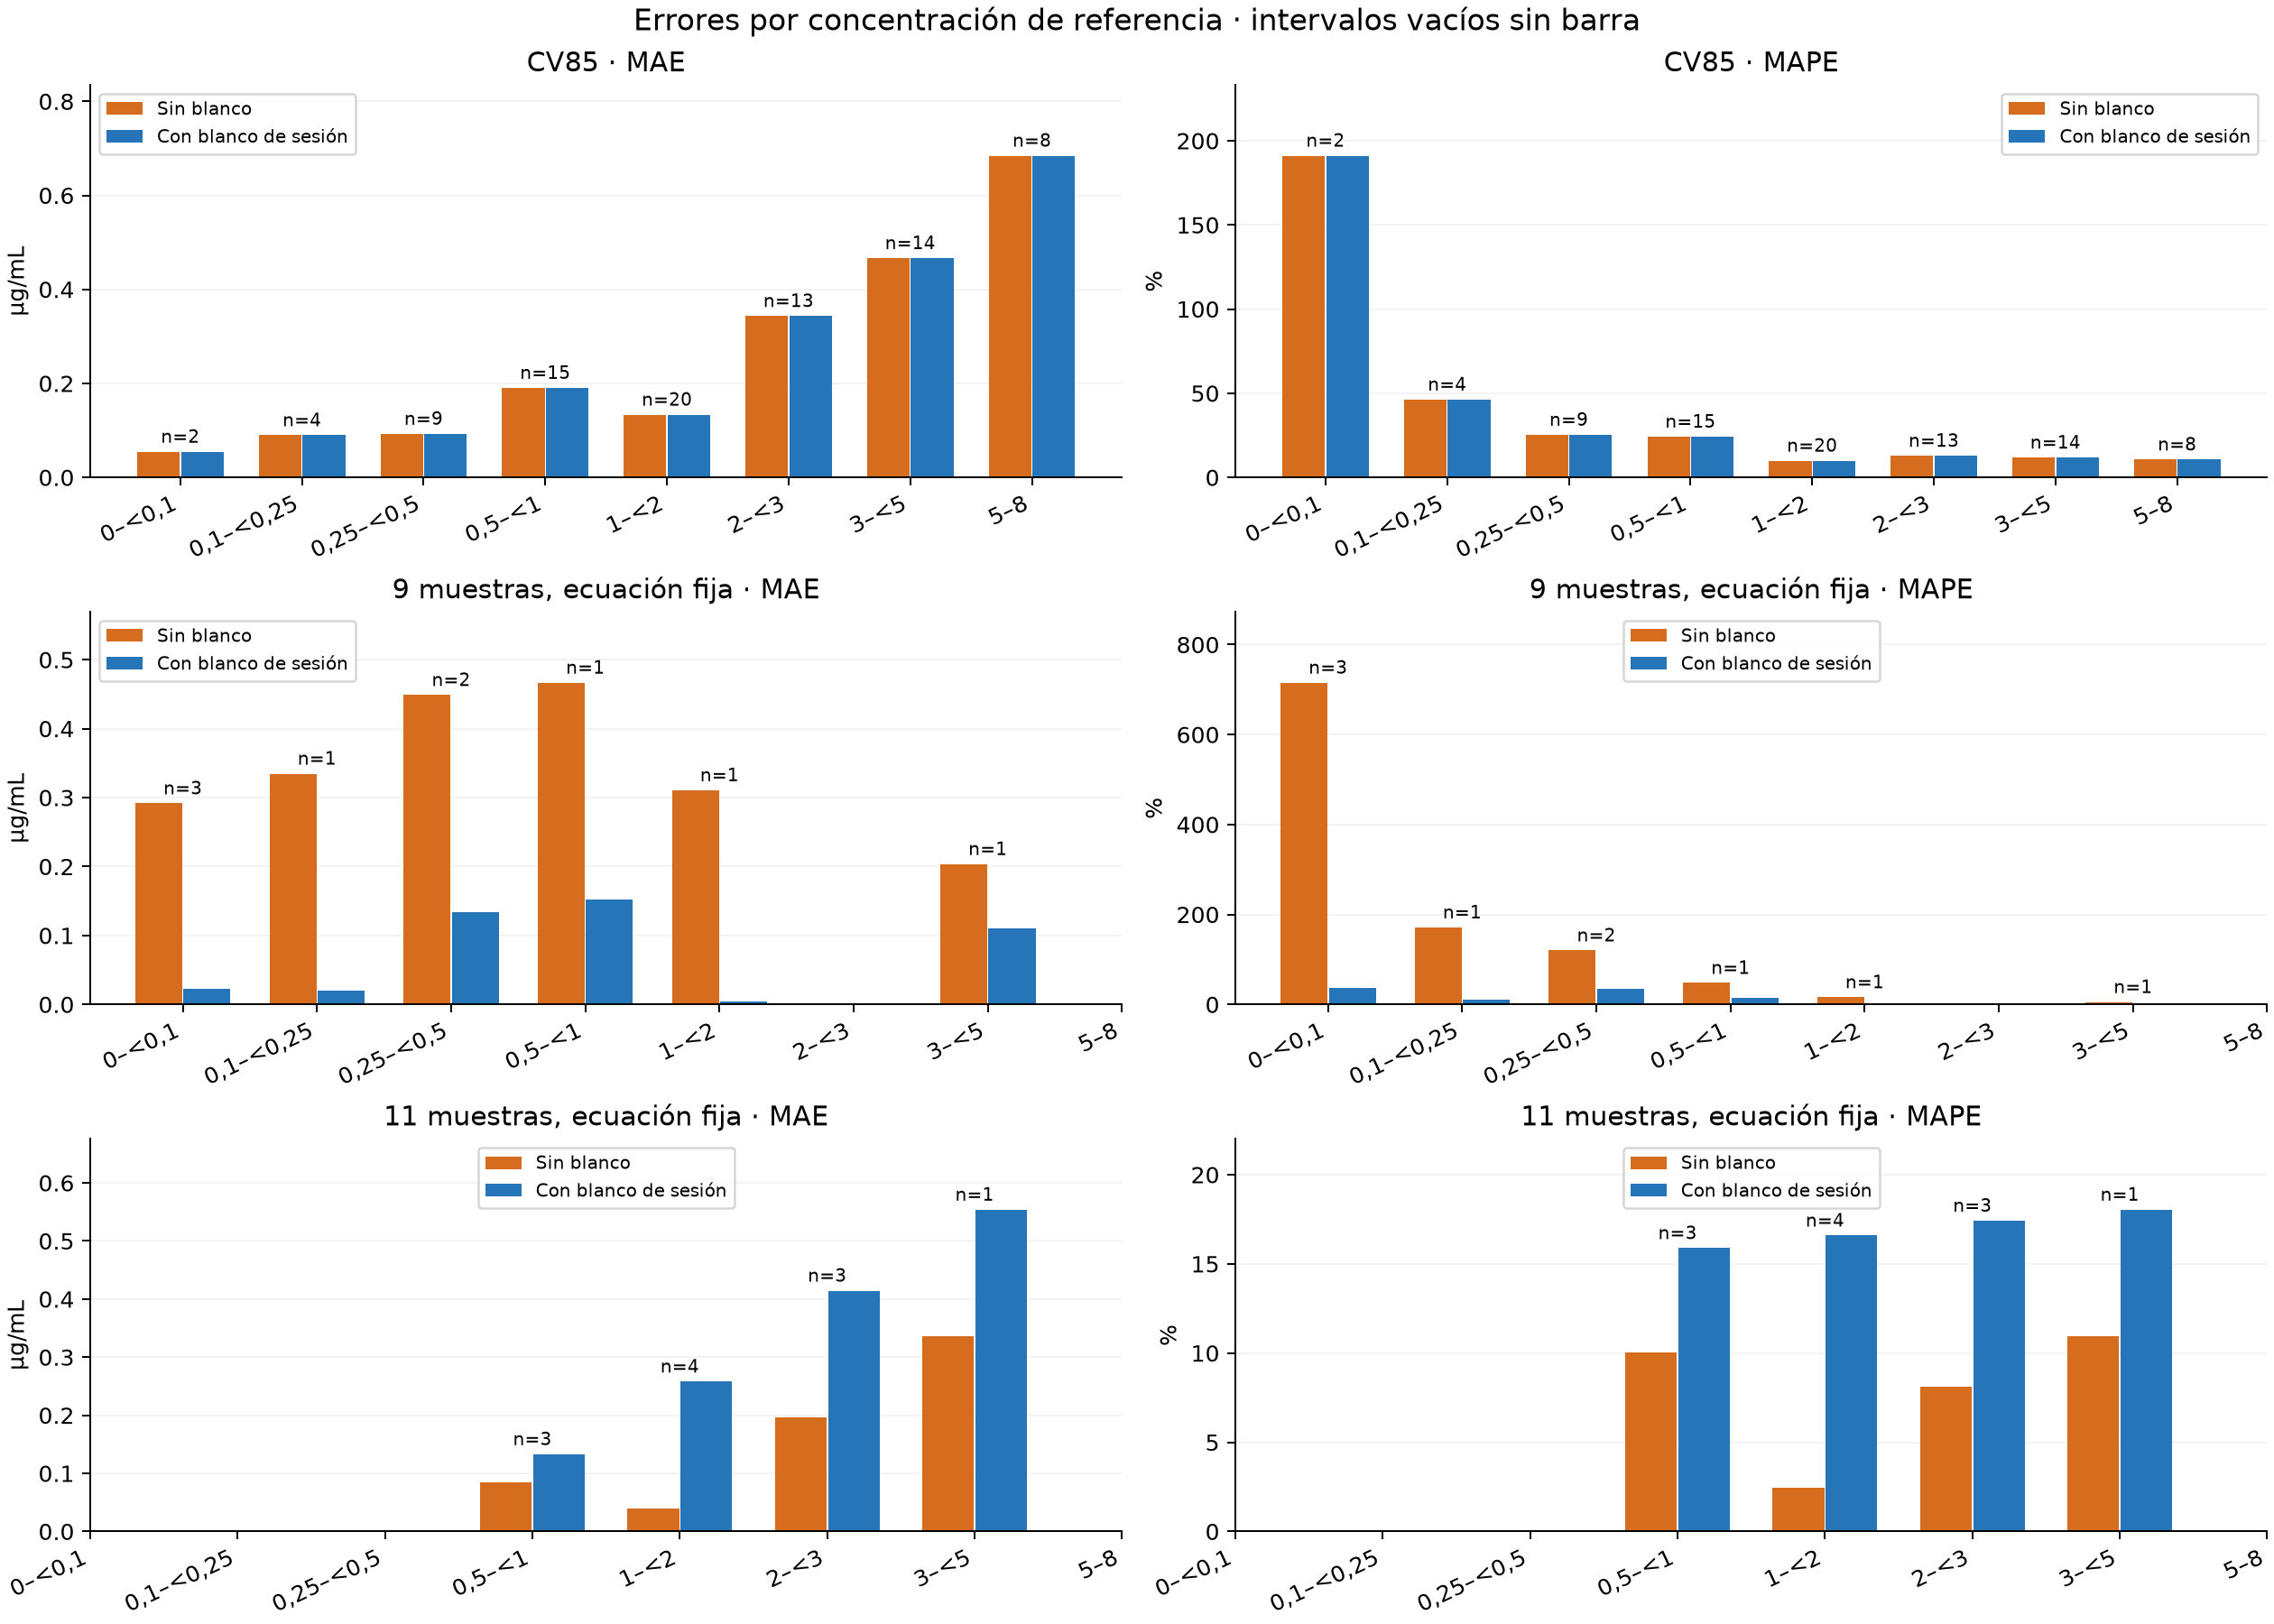 Errores por concentración de referencia · intervalos vacíos sin barra
CV85 · MAE
Sin blanco
Con blanco de sesión
µg/mL
0.8
0.6
0.4
0.2
0.0
n=2
n=4
n=9
n=15
n=20
n=13
n=14
n=8
0–<0,1
0,1–<0,25
0,25–<0,5
0,5–<1
1–<2
2–<3
3–<5
5–8
CV85 · MAPE
Sin blanco
Con blanco de sesión
%
200
150
100
50
0
n=2
n=4
n=9
n=15
n=20
n=13
n=14
n=8
0–<0,1
0,1–<0,25
0,25–<0,5
0,5–<1
1–<2
2–<3
3–<5
5–8
9 muestras, ecuación fija · MAE
Sin blanco
Con blanco de sesión
µg/mL
0.5
0.4
0.3
0.2
0.1
0.0
n=3
n=1
n=2
n=1
n=1
n=1
0–<0,1
0,1–<0,25
0,25–<0,5
0,5–<1
1–<2
2–<3
3–<5
5–8
9 muestras, ecuación fija · MAPE
Sin blanco
Con blanco de sesión
%
800
600
400
200
0
n=3
n=1
n=2
n=1
n=1
n=1
0–<0,1
0,1–<0,25
0,25–<0,5
0,5–<1
1–<2
2–<3
3–<5
5–8
11 muestras, ecuación fija · MAE
Sin blanco
Con blanco de sesión
µg/mL
0.6
0.5
0.4
0.3
0.2
0.1
0.0
n=3
n=4
n=3
n=1
0–<0,1
0,1–<0,25
0,25–<0,5
0,5–<1
1–<2
2–<3
3–<5
5–8
11 muestras, ecuación fija · MAPE
Sin blanco
Con blanco de sesión
%
20
15
10
5
0
n=3
n=4
n=3
n=1
0–<0,1
0,1–<0,25
0,25–<0,5
0,5–<1
1–<2
2–<3
3–<5
5–8